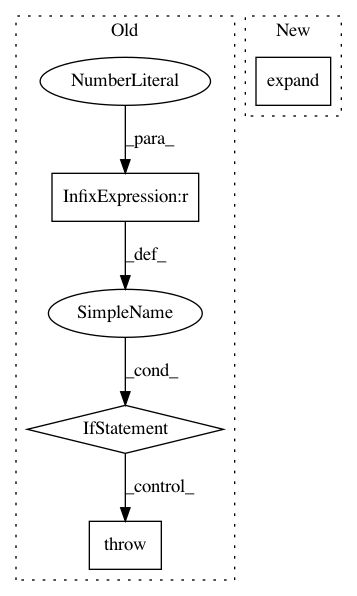 Old
New
NumberLiteral
expand
_para_
InfixExpression:r
_def_
SimpleName
_cond_
IfStatement
_control_
throw